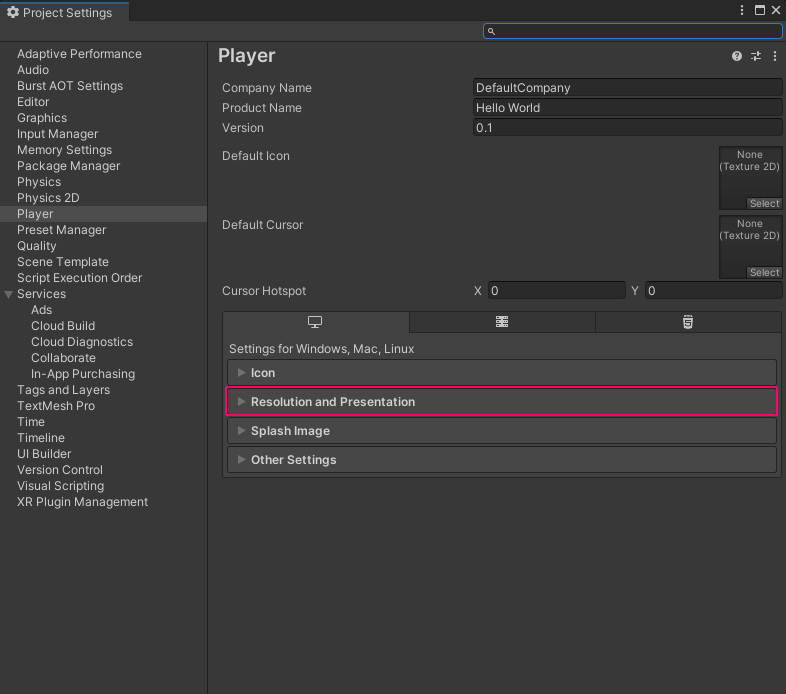 Project Settings
Adaptive Performance
Audio
Burst AOT Settings
Editor
Graphics
Input Manager
Memory Settings
Package Manager
Physics
Physics 2D
Player
Preset Manager
Quality
Scene Template
Script Execution Order
Services
Ads
Cloud Build
Cloud Diagnostics
Collaborate
In-App Purchasing
Tags and Layers
TextMesh Pro
Time
Timeline
UI Builder
Version Control
Visual Scripting
XR Plugin Management
Player
Company Name DefaultCompany
Product Name Hello World
Version 0.1
Default Icon
None
(Texture 2D)
Select
Default Cursor
None
(Texture 2D)
Select
Cursor Hotspot X 0 Y 0
Settings for Windows, Mac, Linux
Icon
Resolution and Presentation
Splash Image
Other Settings